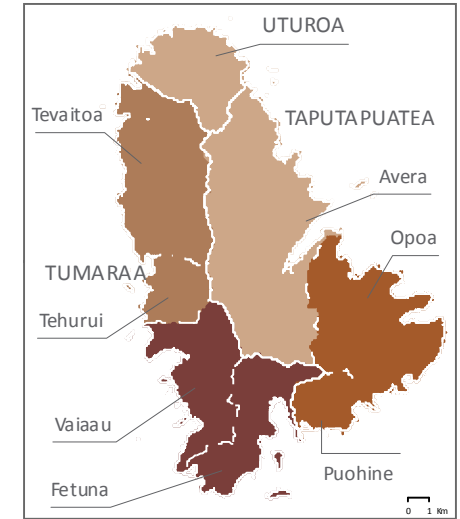 UTUROA
Tevaitoa
TAPUTAPUATEA
Avera
Opoa
TUMARAA
Tehurui
Vaiaau
Puohine
Fetuna
0 1 Km